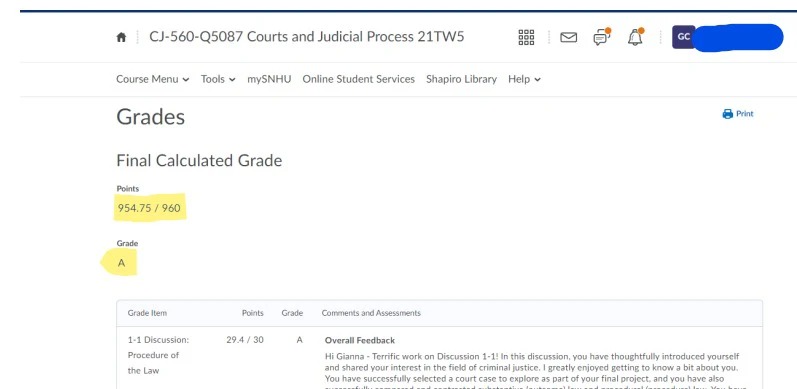 CJ-560-Q5087 Courts and Judicial Process 21TW5
GC
Course Menu Tools mySNHU Online Student Services Shapiro Library Help
Grades
Print
Final Calculated Grade
Points
954.75 / 960
Grade
A
Grade Item Points Grade Comments and Assessments
1-1 Discussion: 29.4 / 30 A Overall Feedback
Procedure of
the Law
Hi Gianna - Terrific work on Discussion 1-1! In this discussion, you have thoughtfully introduced yourself
and shared your interest in the field of criminal justice. I greatly enjoyed getting to know a bit about you.
You have successfully selected a court case to explore as part of your final project, and you have also